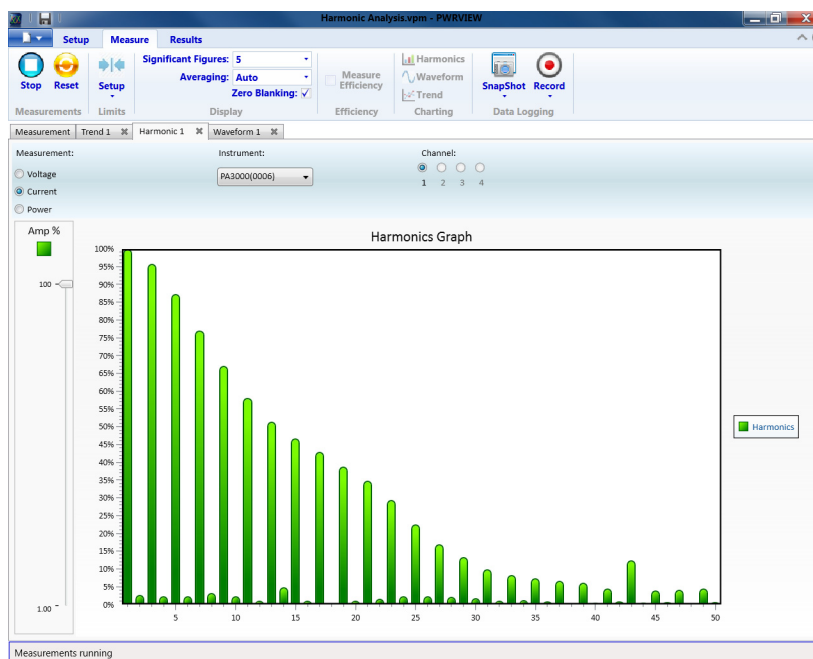 Harmonic Analysis.vpm - PWRVIEW
Setup Measure Results
Stop Reset
Measurements
Setup
Limits
Significant Figures: 5
Averaging: Auto
Zero Blanking:
Display
Measure
Efficiency
Efficiency
Harmonics
Waveform
Trend
Charting
SnapShot Record
Data Logging
Measurement Trend 1 Harmonic 1 Waveform 1
Measurement: Instrument: Channel:
Voltage
Current
Power
PA3000(0006)
1 2 3 4
Amp %
100
1.00
Harmonics Graph
100%
95%
90%
85%
80%
75%
70%
65%
60%
55%
50%
45%
40%
35%
30%
25%
20%
15%
10%
5%
0%
5 10 15 20 25 30 35 40 45 50
Harmonics
Measurements running